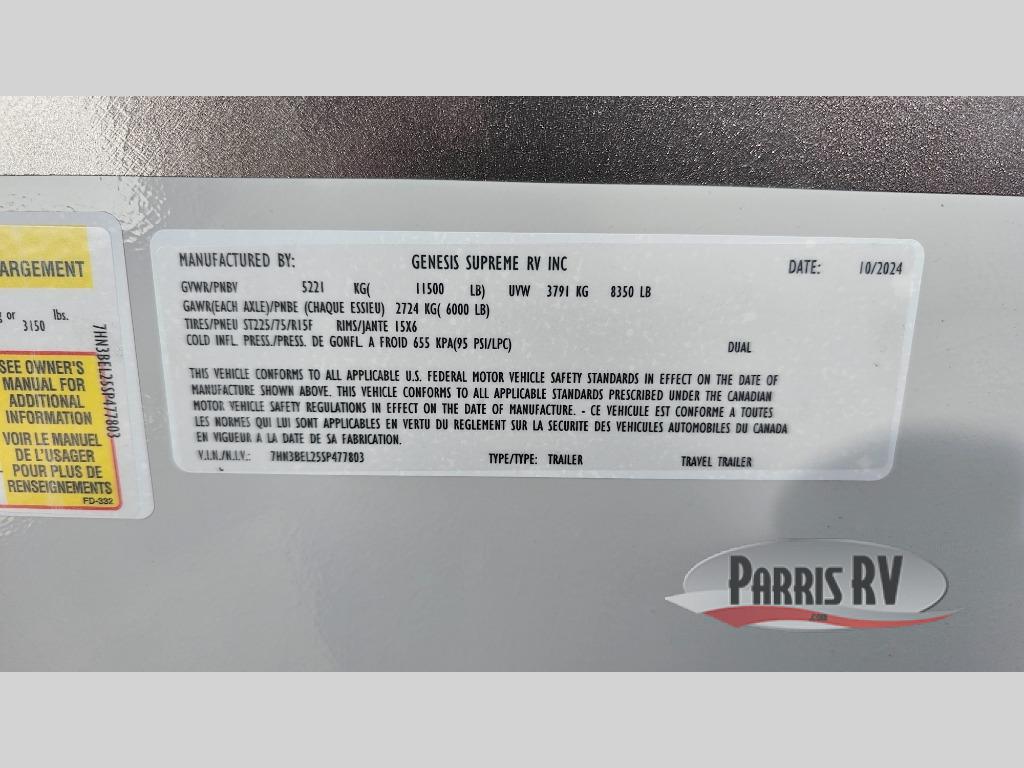 ARGEMENT
or 3150 lbs.
SEE OWNER'S
MANUAL FOR
ADDITIONAL
INFORMATION
VOIR LE MANUEL
DE L'USAGER
POUR PLUS DE
RENSEIGNEMENTS
FD-332
7HN3BEL25SP477803
MANUFACTURED BY: GENESIS SUPREME RV INC DATE: 10/2024
GVWR/PNBV 5221 KG( 11500 LB) UVW 3791 KG 8350 LB
GAWR(EACH AXLE)/PNBE (CHAQUE ESSIEU) 2724 KG( 6000 LB)
TIRES/PNEU ST225/75/R15F RIMS/JANTE 15X6
COLD INFL. PRESS./PRESS. DE GONFL. A FROID 655 KPA(95 PSI/LPC) DUAL
THIS VEHICLE CONFORMS TO ALL APPLICABLE U.S. FEDERAL MOTOR VEHICLE SAFETY STANDARDS IN EFFECT ON THE DATE OF
MANUFACTURE SHOWN ABOVE. THIS VEHICLE CONFORMS TO ALL APPLICABLE STANDARDS PRESCRIBED UNDER THE CANADIAN
MOTOR VEHICLE SAFETY REGULATIONS IN EFFECT ON THE DATE OF MANUFACTURE. - CE VEHICULE EST CONFORME A TOUTES
LES NORMES QUI LUI SONT APPLICABLES EN VERTU DU REGLEMENT SUR LA SECURITE DES VEHICULES AUTOMOBILES DU CANADA
EN VIGUEUR A LA DATE DE SA FABRICATION.
V.I.N./N.I.V.: 7HN3BEL25SP477803 TYPE/TYPE: TRAILER TRAVEL TRAILER
PARRIS RV
.com